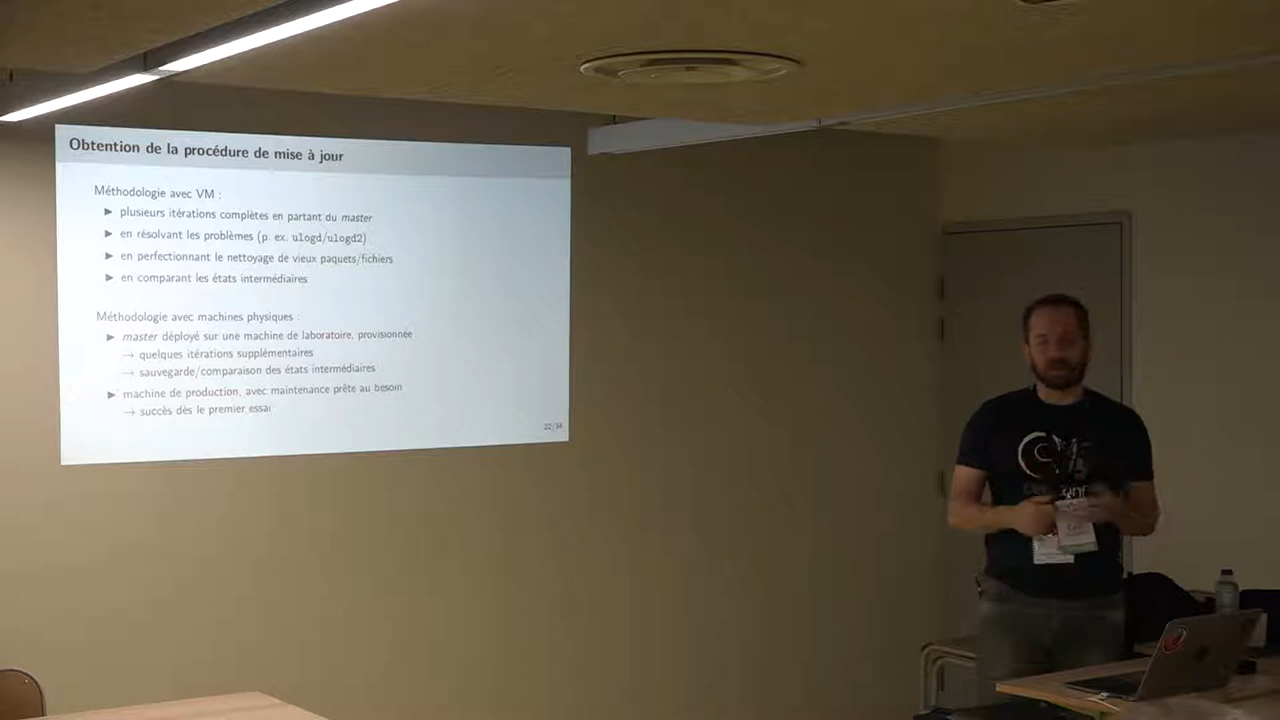 Obtention de la procédure de mise à jour
Méthodologie avec VM :
▶ plusieurs itérations complètes en partant du master
▶ en résolvant les problèmes (p. ex. ulogd/ulogd2)
▶ en perfectionnant le nettoyage de vieux paquets/fichiers
▶ en comparant les états intermédiaires
Méthodologie avec machines physiques :
▶ master déployé sur une machine de laboratoire, provisionnée
→ quelques itérations supplémentaires
→ sauvegarde/comparaison des états intermédiaires
▶ machine de production, avec maintenance prête au besoin
→ succès dès le premier essai
22/34